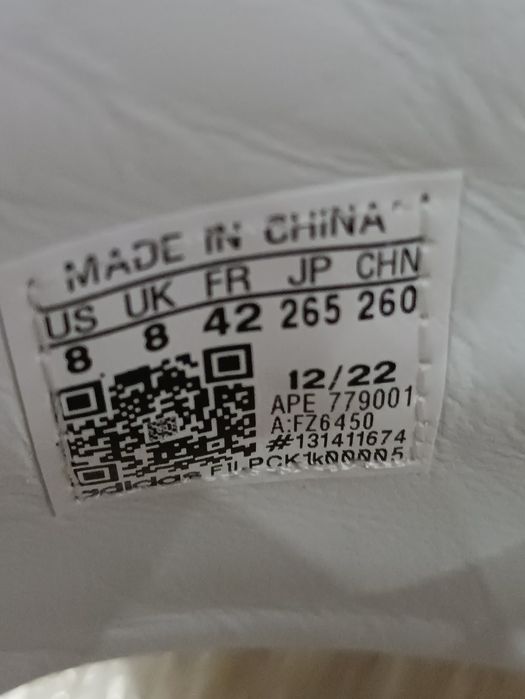 MADE IN CHINA
US UK FR JP CHN
8 8 42 265 260
12/22
APE 779001
A:FZ6450
#131411674
adidas